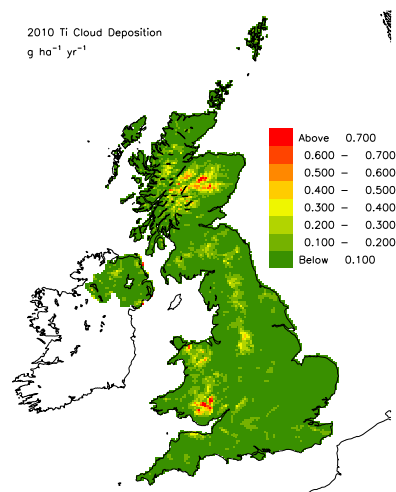 2010 Ti Cloud Deposition
g ha⁻¹ yr⁻¹
Above 0.700
0.600 – 0.700
0.500 – 0.600
0.400 – 0.500
0.300 – 0.400
0.200 – 0.300
0.100 – 0.200
Below 0.100